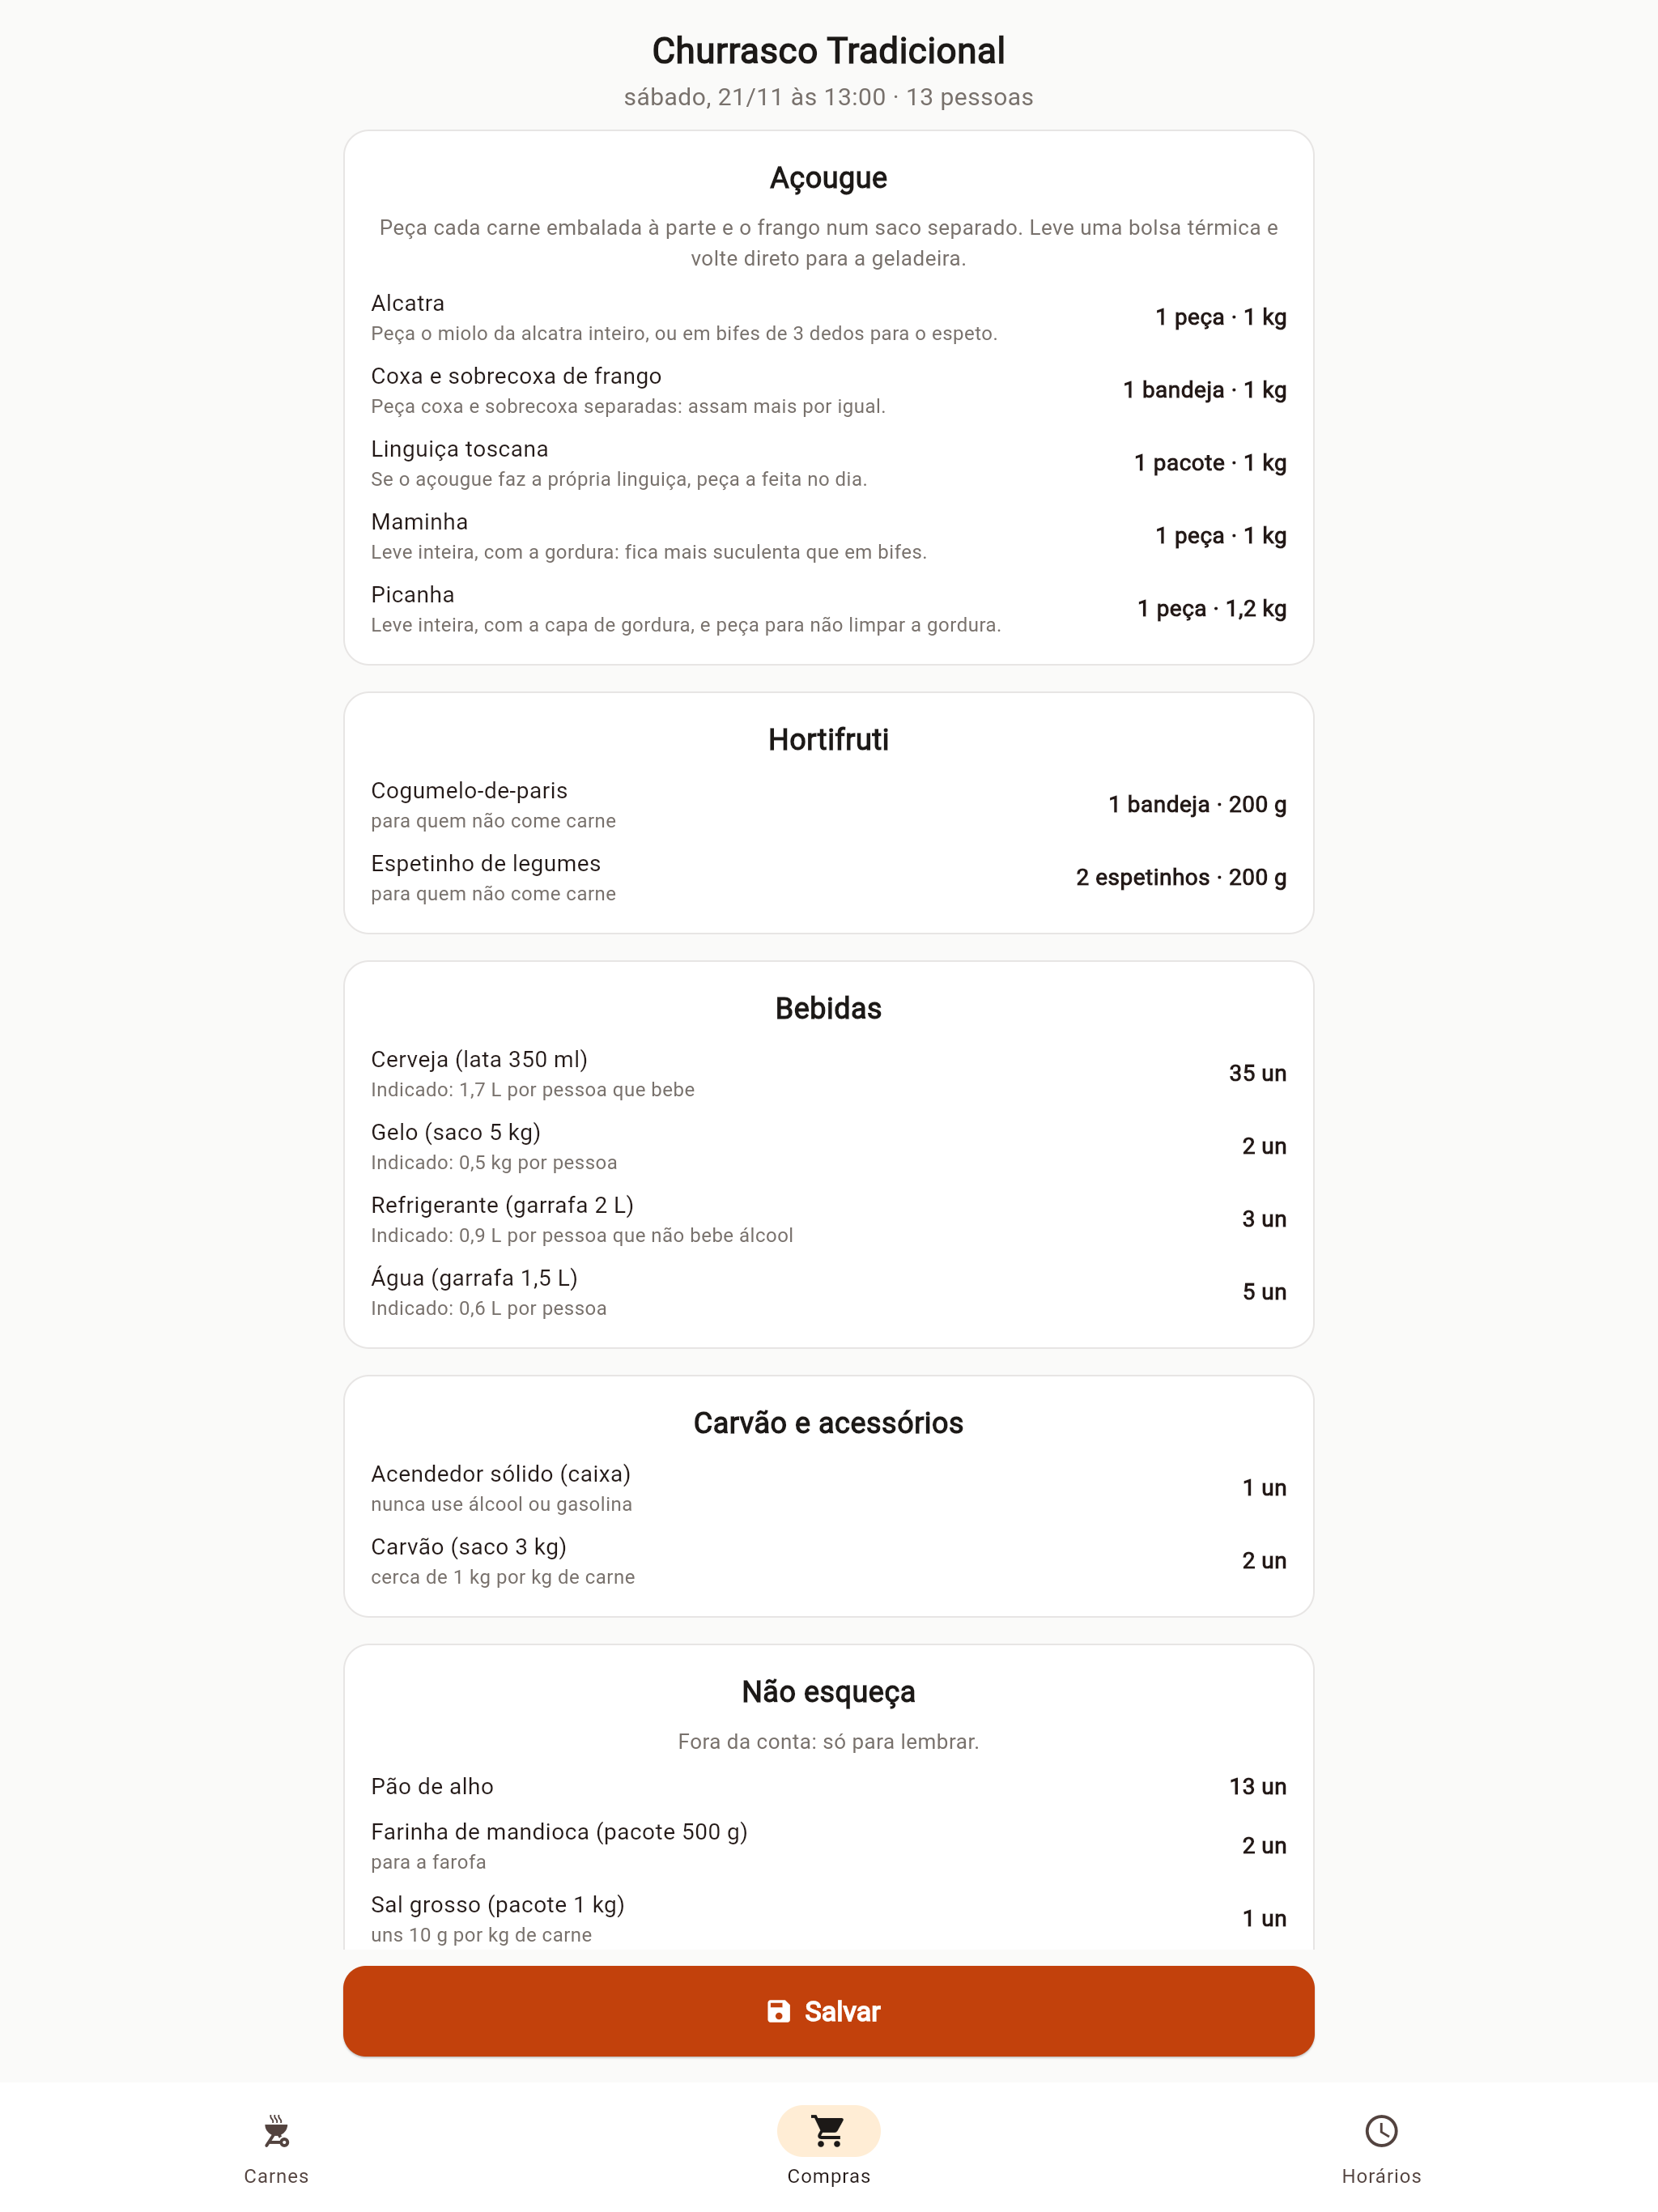 Churrasco Tradicional
sábado, 21/11 às 13:00 · 13 pessoas
Açougue
Peça cada carne embalada à parte e o frango num saco separado. Leve uma bolsa térmica e
volte direto para a geladeira.
Alcatra
Peça o miolo da alcatra inteiro, ou em bifes de 3 dedos para o espeto.
1 peça · 1 kg
Coxa e sobrecoxa de frango
Peça coxa e sobrecoxa separadas: assam mais por igual.
1 bandeja · 1 kg
Linguiça toscana
Se o açougue faz a própria linguiça, peça a feita no dia.
1 pacote · 1 kg
Maminha
Leve inteira, com a gordura: fica mais suculenta que em bifes.
1 peça · 1 kg
Picanha
Leve inteira, com a capa de gordura, e peça para não limpar a gordura.
1 peça · 1,2 kg
Hortifruti
Cogumelo-de-paris
para quem não come carne
1 bandeja · 200 g
Espetinho de legumes
para quem não come carne
2 espetinhos · 200 g
Bebidas
Cerveja (lata 350 ml)
Indicado: 1,7 L por pessoa que bebe
35 un
Gelo (saco 5 kg)
Indicado: 0,5 kg por pessoa
2 un
Refrigerante (garrafa 2 L)
Indicado: 0,9 L por pessoa que não bebe álcool
3 un
Água (garrafa 1,5 L)
Indicado: 0,6 L por pessoa
5 un
Carvão e acessórios
Acendedor sólido (caixa)
nunca use álcool ou gasolina
1 un
Carvão (saco 3 kg)
cerca de 1 kg por kg de carne
2 un
Não esqueça
Fora da conta: só para lembrar.
Pão de alho
13 un
Farinha de mandioca (pacote 500 g)
para a farofa
2 un
Sal grosso (pacote 1 kg)
uns 10 g por kg de carne
1 un
Salvar
Carnes
Compras
Horários